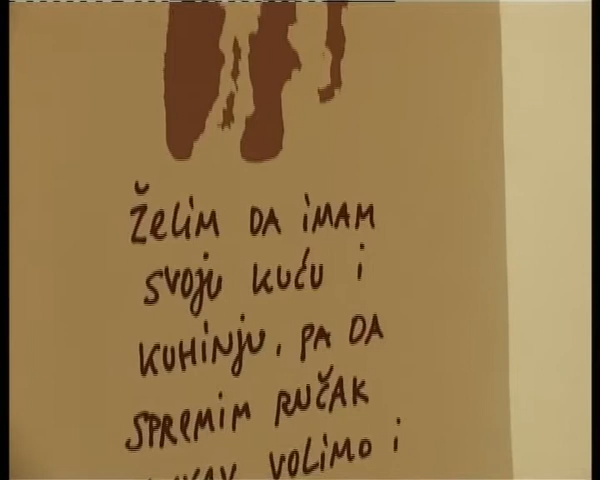 ŽELIM DA IMAM
SVOJU KUĆU I
KUHINJU, PA DA
SPREMIM RUČAK
VOLIMO I